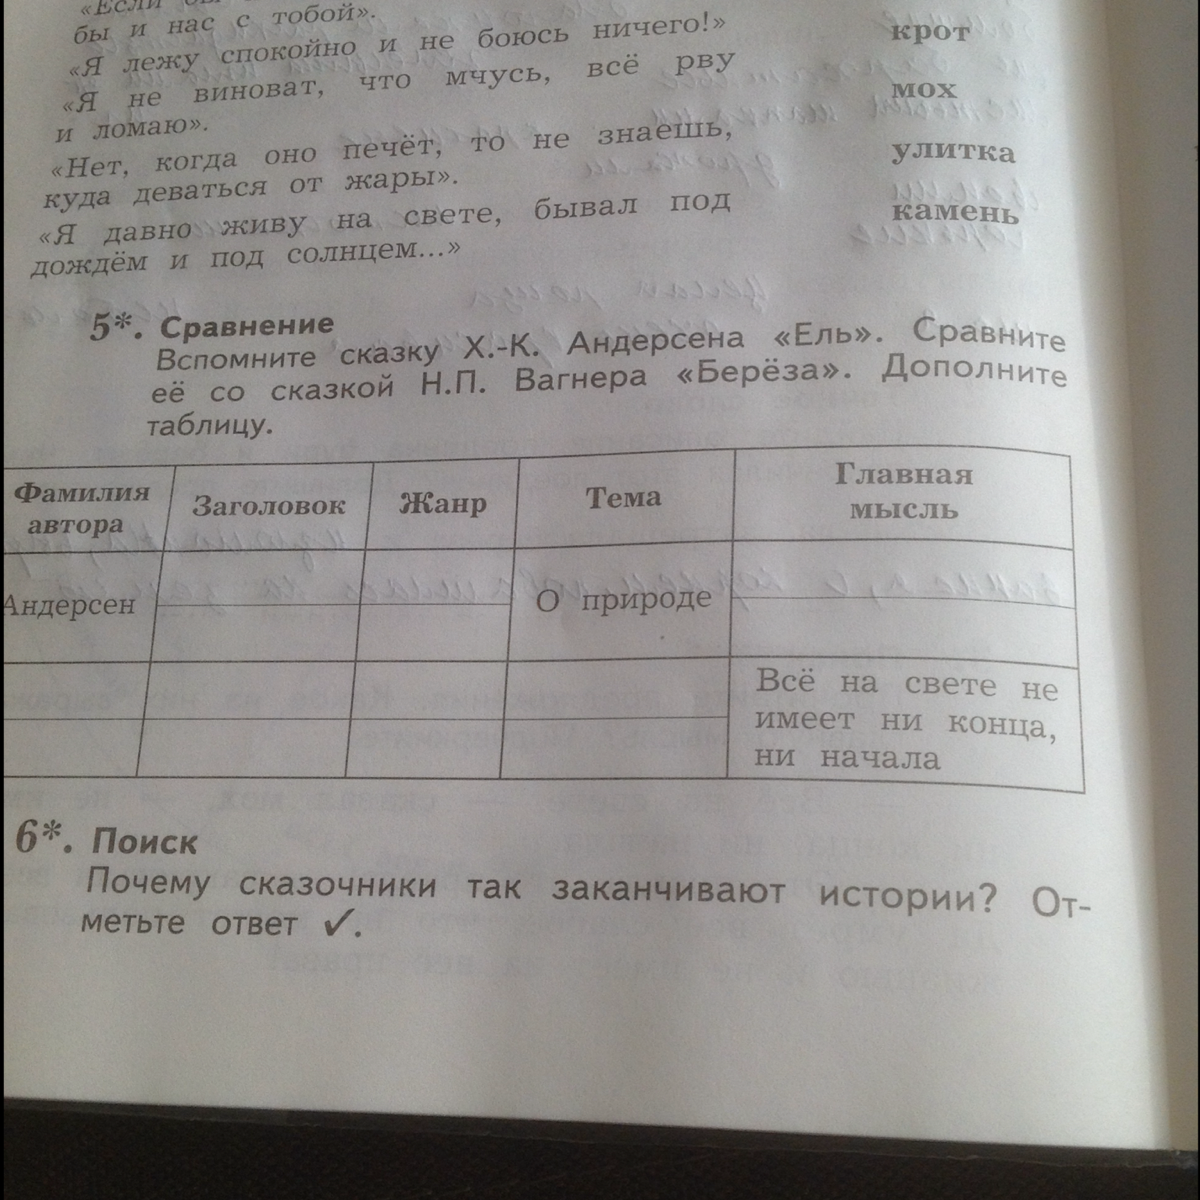 «Если бы
бы и нас с тобой».
«Я лежу спокойно и не боюсь ничего!»
«Я не виноват, что мчусь, всё рву
и ломаю».
«Нет, когда оно печёт, то не знаешь,
куда деваться от жары».
«Я давно живу на свете, бывал под
дождём и под солнцем...»
крот
мох
улитка
камень
5*. Сравнение
Вспомните сказку Х.-К. Андерсена «Ель». Сравните
её со сказкой Н.П. Вагнера «Берёза». Дополните
таблицу.
Фамилия
автора
Заголовок
Жанр
Тема
Главная
мысль
Андерсен
О природе
Всё на свете не
имеет ни конца,
ни начала
6*. Поиск
Почему сказочники так заканчивают истории? От-
метьте ответ ✓.